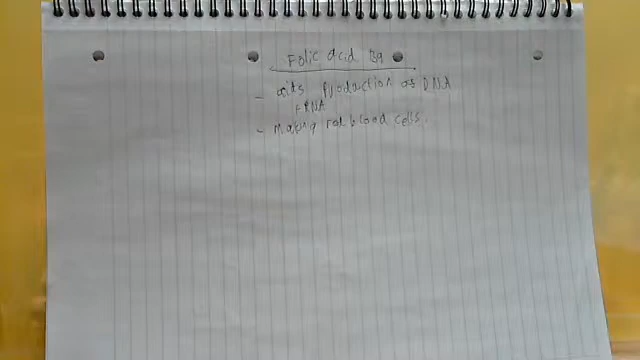 Folic acid B9
- aids production of DNA
+ RNA
- Making red blood cells.